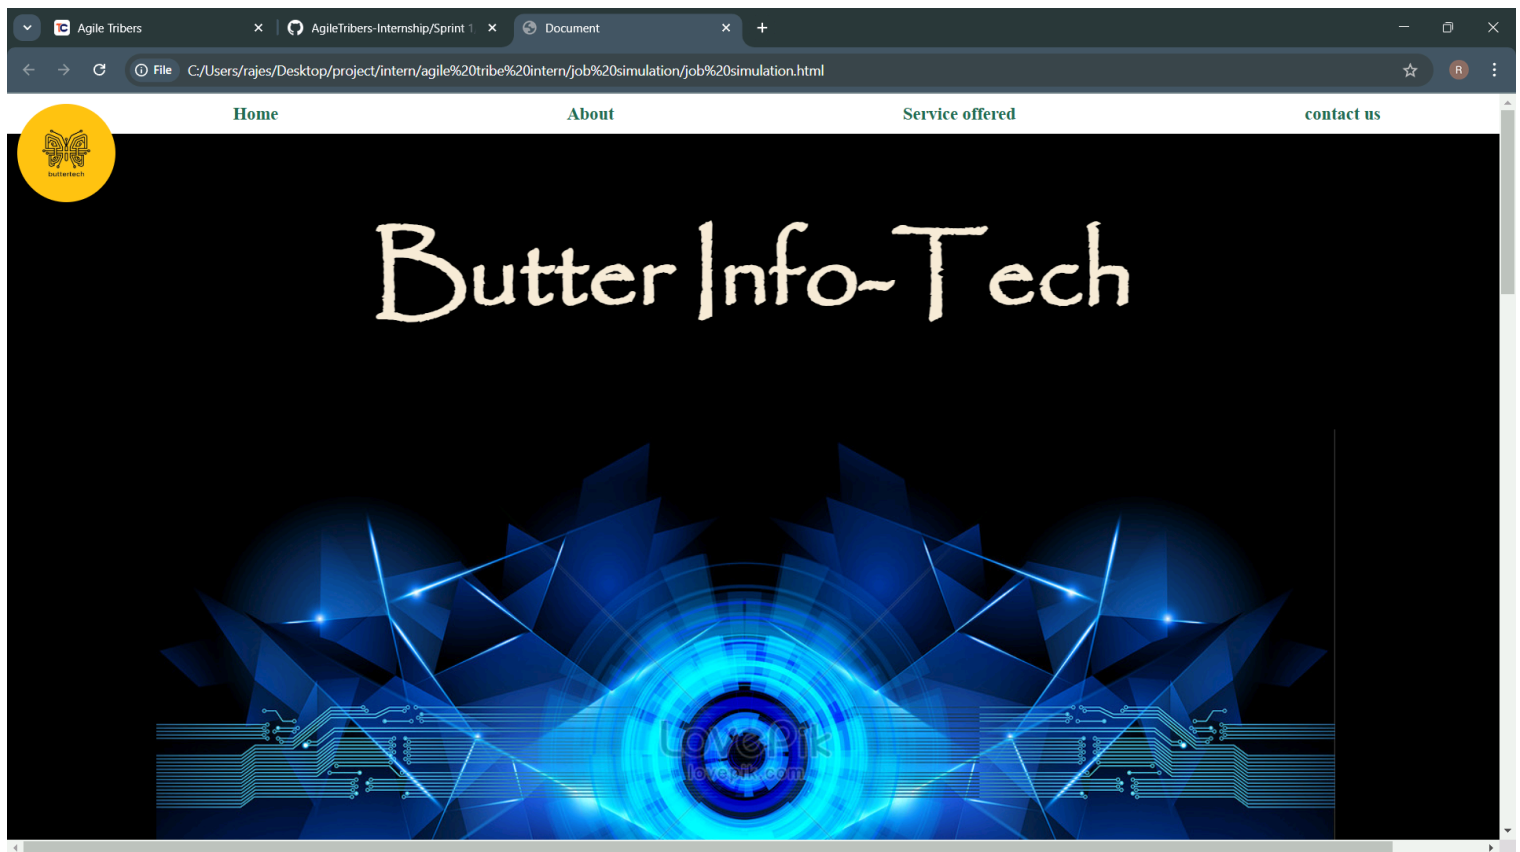 Agile Tribers
AgileTribers-Internship/Sprint 1
Document
File
C:/Users/rajes/Desktop/project/intern/agile%20tribe%20intern/job%20simulation/job%20simulation.html
R
Home
About
Service offered
contact us
buttertech
Butter Info-Tech
LovePik
lovepik.com